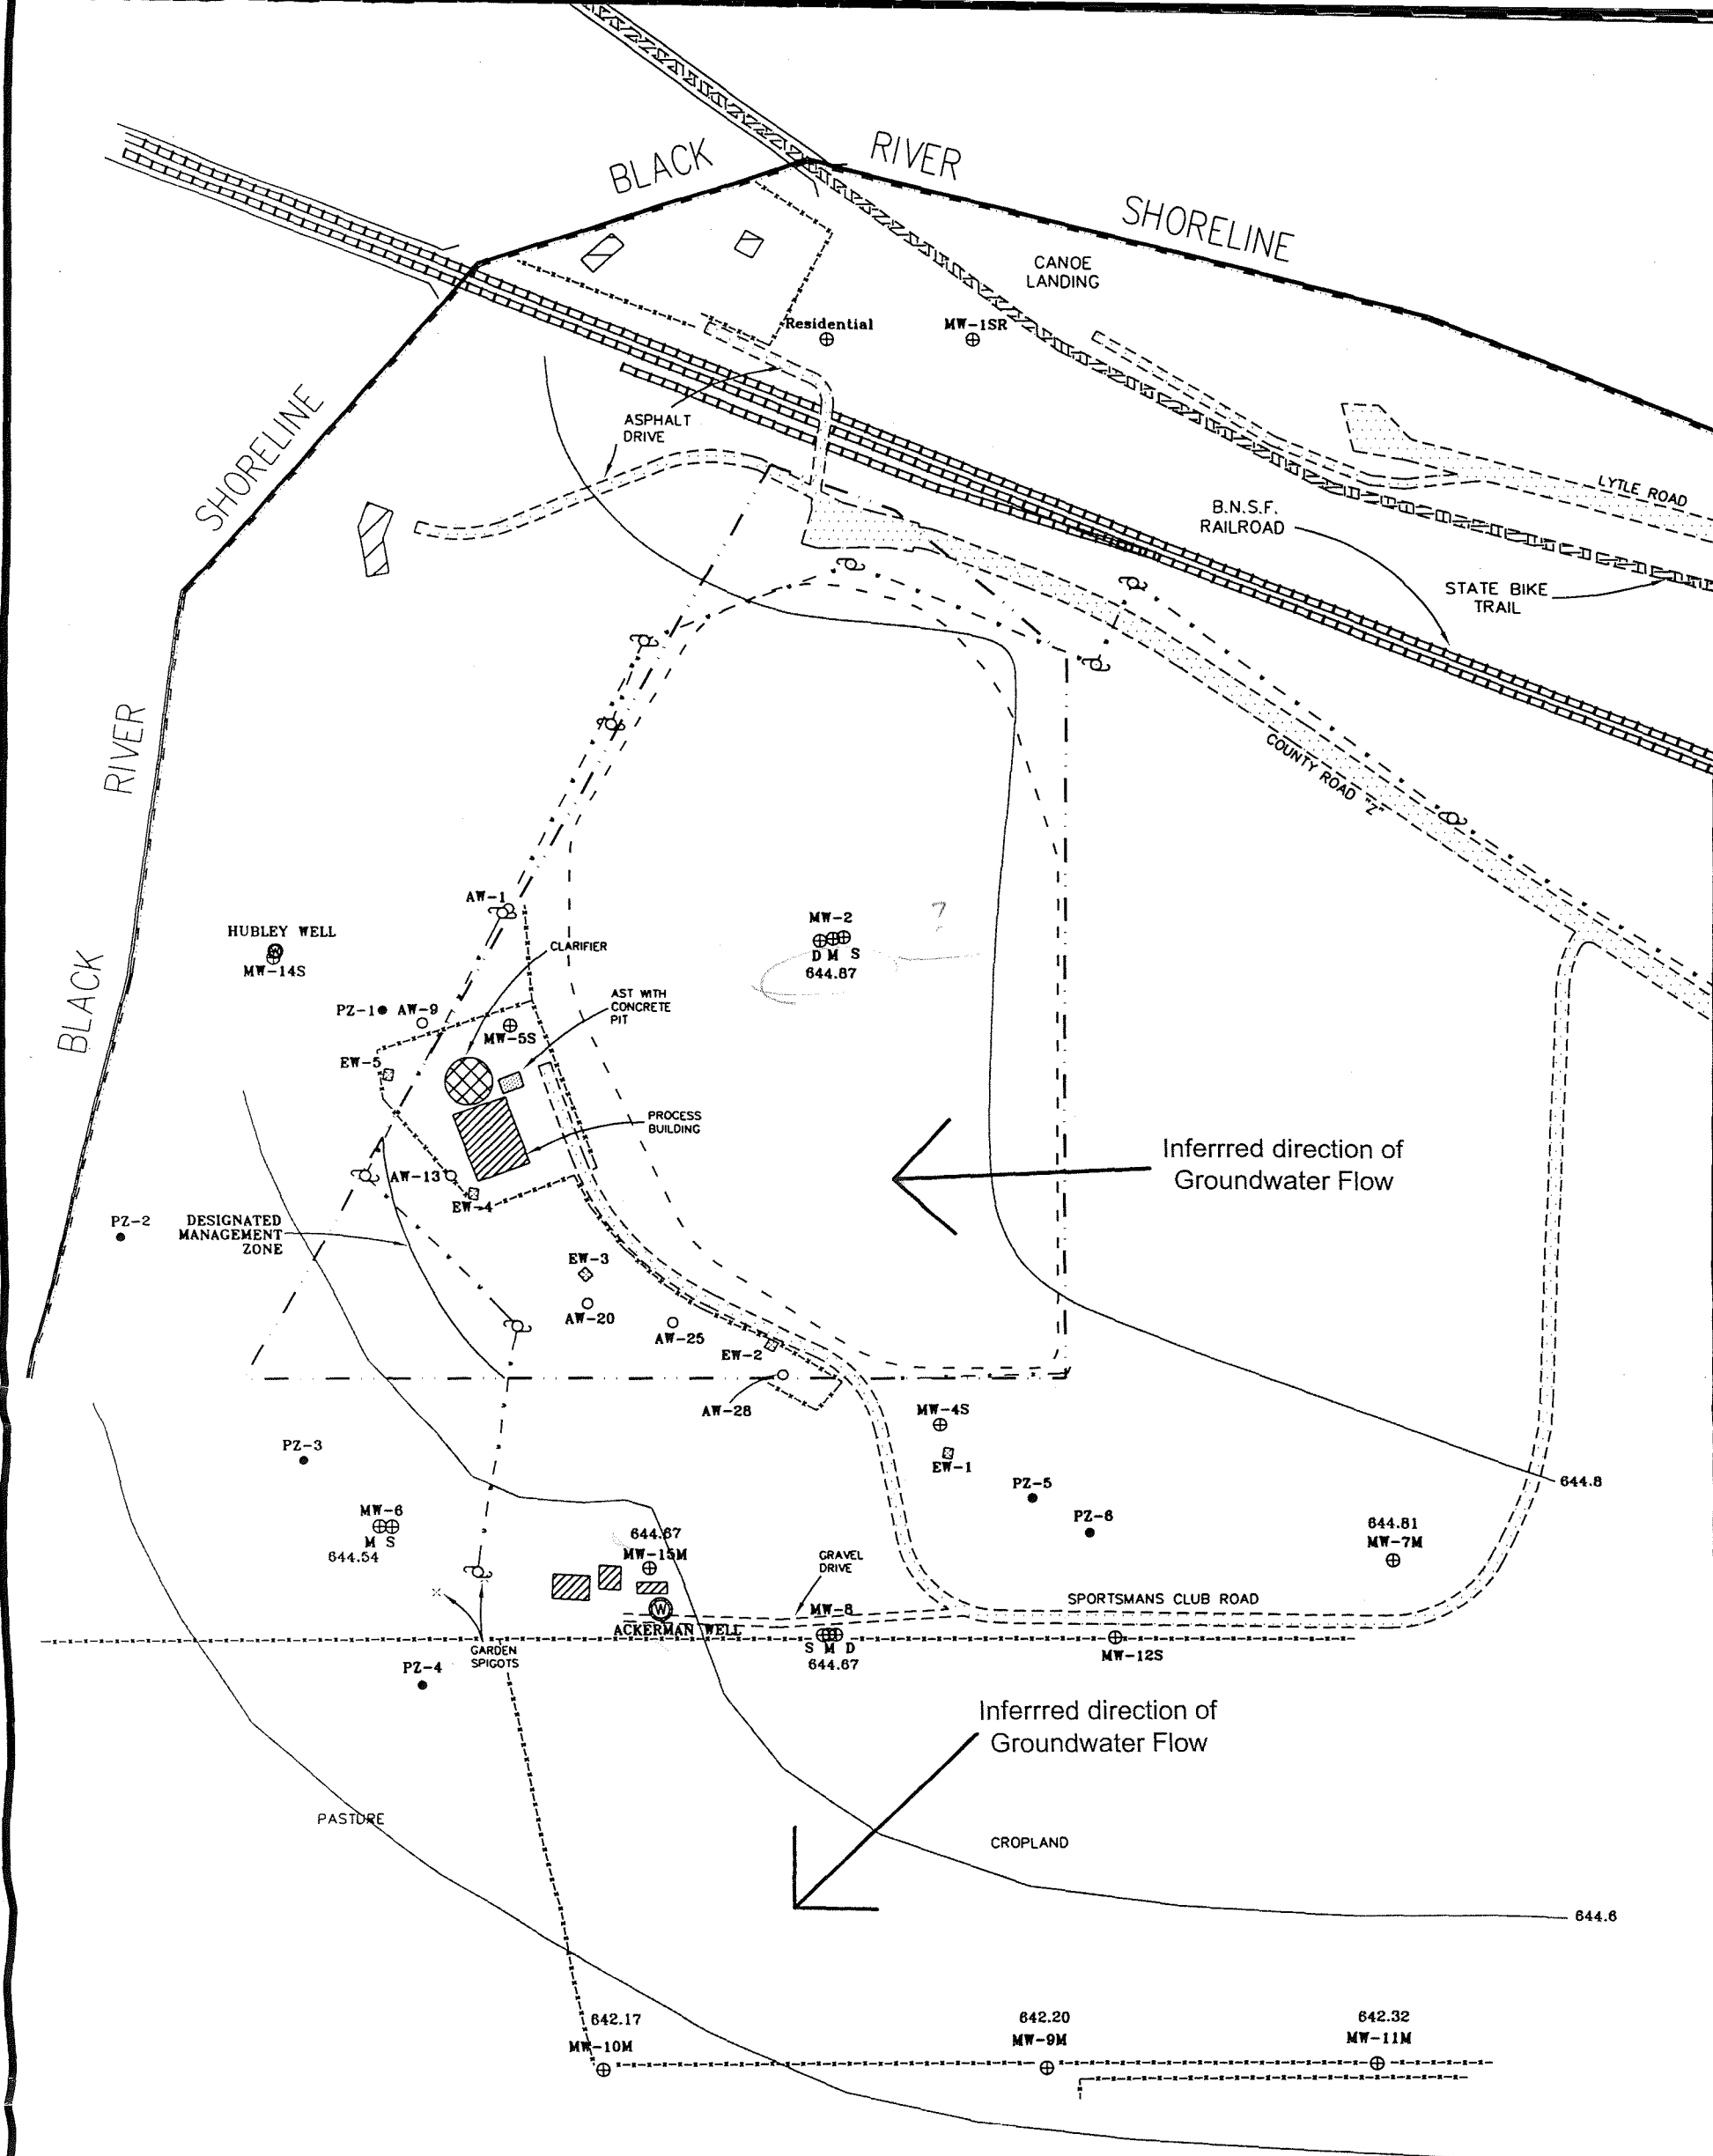 BLACK
RIVER
SHORELINE
CANOE
LANDING
Residential
MW-1SR
ASPHALT
DRIVE
SHORELINE
LYTLE ROAD
B.N.S.F.
RAILROAD
STATE BIKE
TRAIL
RIVER
COUNTY ROAD "Z"
AW-1
MW-2
?
HUBLEY WELL
CLARIFIER
D M S
MW-14S
644.87
BLACK
AST WITH
CONCRETE
PIT
PZ-1
AW-9
MW-5S
EW-5
PROCESS
BUILDING
Inferrred direction of
Groundwater Flow
AW-13
EW-4
PZ-2
DESIGNATED
MANAGEMENT
ZONE
EW-3
AW-20
AW-25
EW-2
AW-28
MW-4S
PZ-3
EW-1
PZ-5
644.8
MW-6
PZ-6
M S
644.54
644.67
MW-15M
644.81
MW-7M
GRAVEL
DRIVE
SPORTSMANS CLUB ROAD
MW-8
W
ACKERMAN WELL
GARDEN
SPIGOTS
S M D
644.67
MW-12S
PZ-4
Inferrred direction of
Groundwater Flow
PASTURE
CROPLAND
644.6
642.17
MW-10M
642.20
MW-9M
642.32
MW-11M